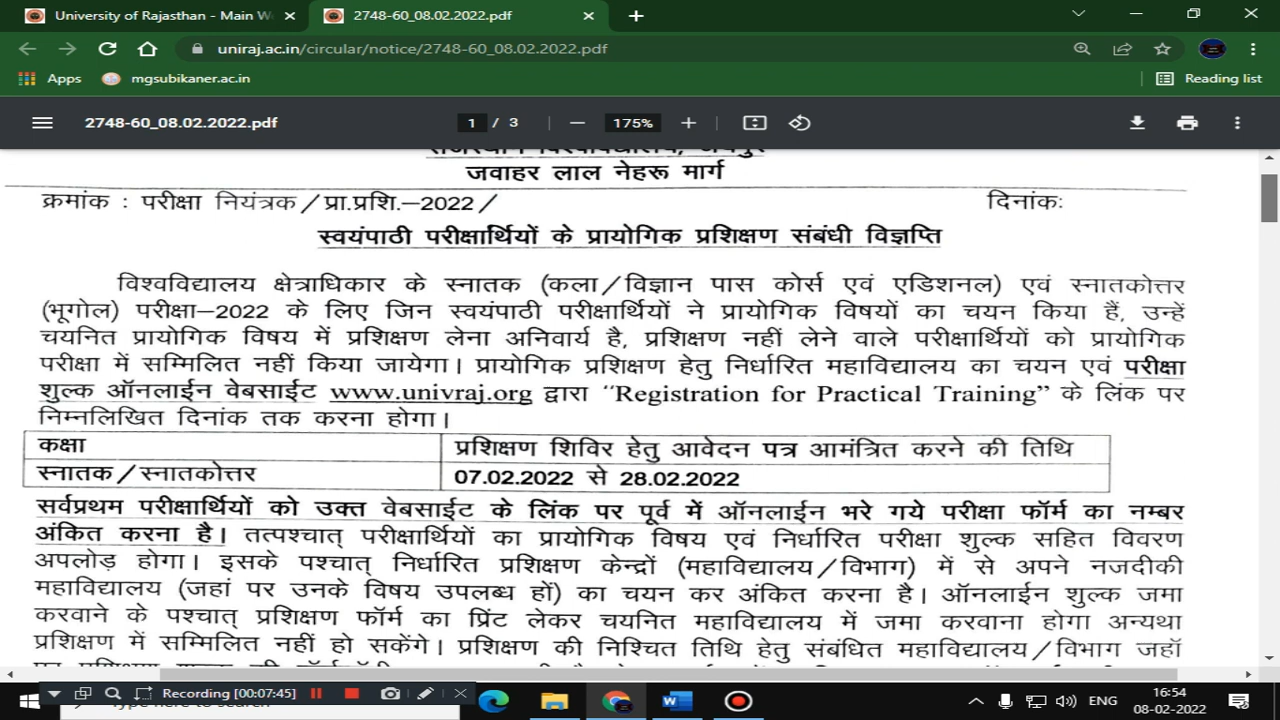 University of Rajasthan - Main W
2748-60_08.02.2022.pdf
uniraj.ac.in/circular/notice/2748-60_08.02.2022.pdf
Apps mgsubikaner.ac.in Reading list
2748-60_08.02.2022.pdf 1 / 3 175%
राजस्थान विश्वविद्यालय, जयपुर
जवाहर लाल नेहरू मार्ग
क्रमांक : परीक्षा नियंत्रक/प्रा.प्रशि.–2022/ दिनांकः
स्वयंपाठी परीक्षार्थियों के प्रायोगिक प्रशिक्षण संबंधी विज्ञप्ति
विश्वविद्यालय क्षेत्राधिकार के स्नातक (कला/विज्ञान पास कोर्स एवं एडिशनल) एवं स्नातकोत्तर
(भूगोल) परीक्षा–2022 के लिए जिन स्वयंपाठी परीक्षार्थियों ने प्रायोगिक विषयों का चयन किया हैं, उन्हें
चयनित प्रायोगिक विषय में प्रशिक्षण लेना अनिवार्य है, प्रशिक्षण नहीं लेने वाले परीक्षार्थियों को प्रायोगिक
परीक्षा में सम्मिलित नहीं किया जायेगा। प्रायोगिक प्रशिक्षण हेतु निर्धारित महाविद्यालय का चयन एवं परीक्षा
शुल्क ऑनलाईन वेबसाईट www.univraj.org द्वारा "Registration for Practical Training" के लिंक पर
निम्नलिखित दिनांक तक करना होगा।
कक्षा प्रशिक्षण शिविर हेतु आवेदन पत्र आमंत्रित करने की तिथि
स्नातक/स्नातकोत्तर 07.02.2022 से 28.02.2022
सर्वप्रथम परीक्षार्थियों को उक्त वेबसाईट के लिंक पर पूर्व में ऑनलाईन भरे गये परीक्षा फॉर्म का नम्बर
अंकित करना है। तत्पश्चात् परीक्षार्थियों का प्रायोगिक विषय एवं निर्धारित परीक्षा शुल्क सहित विवरण
अपलोड़ होगा। इसके पश्चात् निर्धारित प्रशिक्षण केन्द्रों (महाविद्यालय/विभाग) में से अपने नजदीकी
महाविद्यालय (जहां पर उनके विषय उपलब्ध हों) का चयन कर अंकित करना है। ऑनलाईन शुल्क जमा
करवाने के पश्चात् प्रशिक्षण फॉर्म का प्रिंट लेकर चयनित महाविद्यालय में जमा करवाना होगा अन्यथा
प्रशिक्षण में सम्मिलित नहीं हो सकेंगे। प्रशिक्षण की निश्चित तिथि हेतु संबंधित महाविद्यालय/विभाग जहाँ
Recording [00:07:45] ENG 16:54
08-02-2022